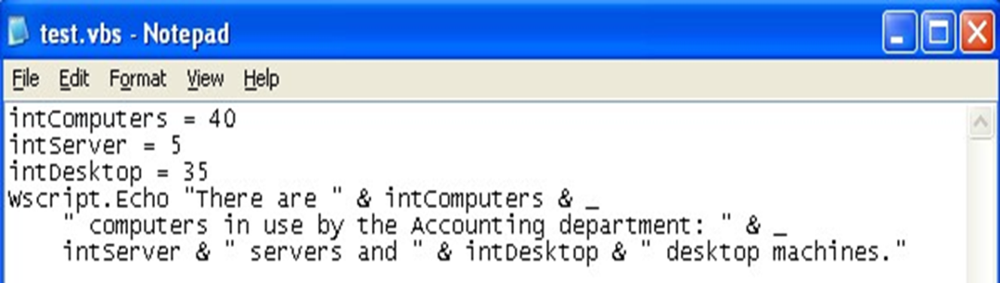 test.vbs - Notepad
File Edit Format View Help
intComputers = 40
intServer = 5
intDesktop = 35
Wscript.Echo "There are " & intComputers & _
" computers in use by the Accounting department: " & _
intServer & " servers and " & intDesktop & " desktop machines."